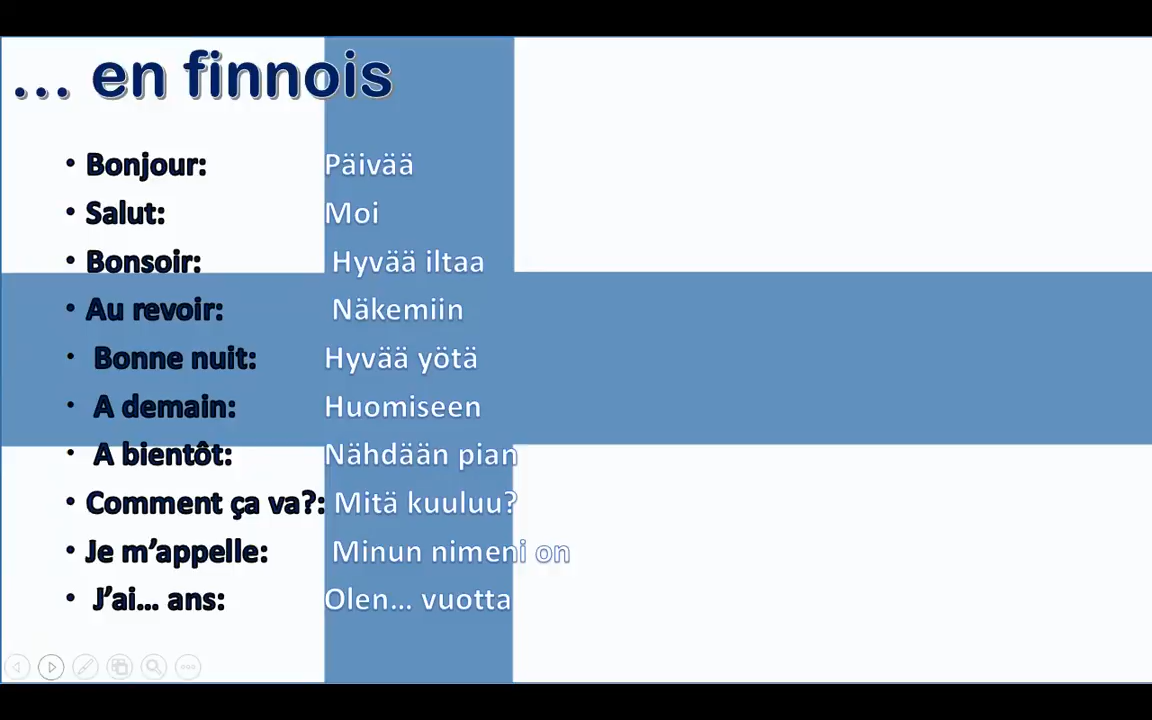 ... en finnois
• Bonjour: Päivää
• Salut: Moi
• Bonsoir: Hyvää iltaa
• Au revoir: Näkemiin
• Bonne nuit: Hyvää yötä
• A demain: Huomiseen
• A bientôt: Nähdään pian
• Comment ça va?: Mitä kuuluu?
• Je m’appelle: Minun nimeni on
• J’ai... ans: Olen... vuotta